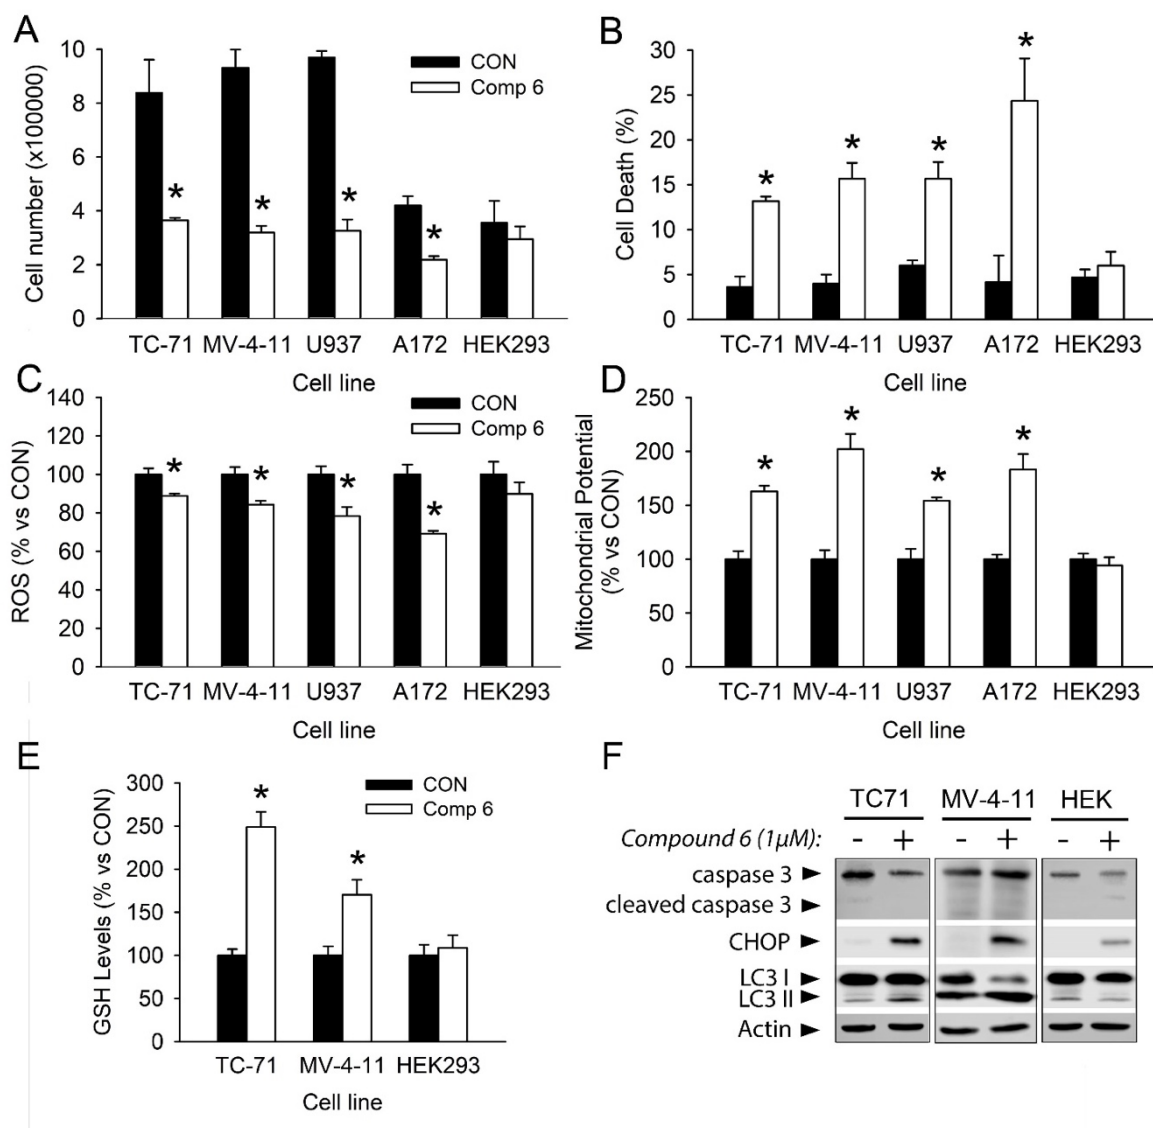 A
Cell number (x100000)
10
8
6
4
2
0
CON
Comp 6
*
*
*
*
TC-71 MV-4-11 U937 A172 HEK293
Cell line
B
Cell Death (%)
30
25
20
15
10
5
0
*
*
*
*
TC-71 MV-4-11 U937 A172 HEK293
Cell line
C
ROS (% vs CON)
140
120
100
80
60
40
20
0
CON
Comp 6
*
*
*
*
TC-71 MV-4-11 U937 A172 HEK293
Cell line
D
Mitochondrial Potential
(% vs CON)
250
200
150
100
50
0
*
*
*
*
TC-71 MV-4-11 U937 A172 HEK293
Cell line
E
GSH Levels (% vs CON)
300
250
200
150
100
50
0
CON
Comp 6
*
*
TC-71 MV-4-11 HEK293
Cell line
F
TC71 MV-4-11 HEK
Compound 6 (1µM): - + - + - +
caspase 3
cleaved caspase 3
CHOP
LC3 I
LC3 II
Actin